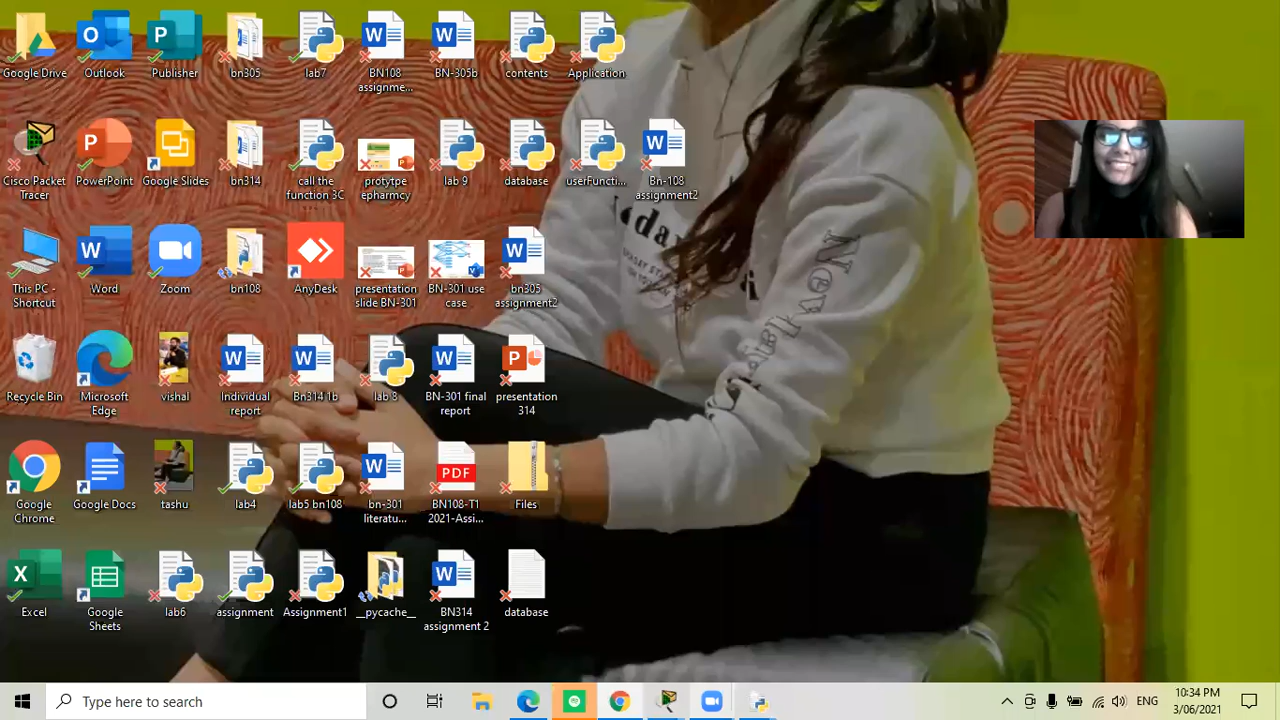 Google Drive
Outlook
Publisher
bn305
lab7
BN108 assignme...
BN-305b
contents
Application
Cisco Packet Tracer
PowerPoint
Google Slides
bn314
call the function 3C
protytpe epharmcy
lab 9
database
userFuncti...
Bn-108 assignment2
This PC - Shortcut
Word
Zoom
bn108
AnyDesk
presentation slide BN-301
BN-301 use case
bn305 assignment2
Recycle Bin
Microsoft Edge
vishal
Individual report
Bn314 1b
lab 8
BN-301 final report
presentation 314
Google Chrome
Google Docs
tashu
lab4
lab5 bn108
bn-301 literatu...
PDF
BN108-T1 2021-Assi...
Files
Excel
Google Sheets
lab6
assignment
Assignment1
__pycache__
BN314 assignment 2
database
Type here to search
ENG
10:34 PM
3/06/2021